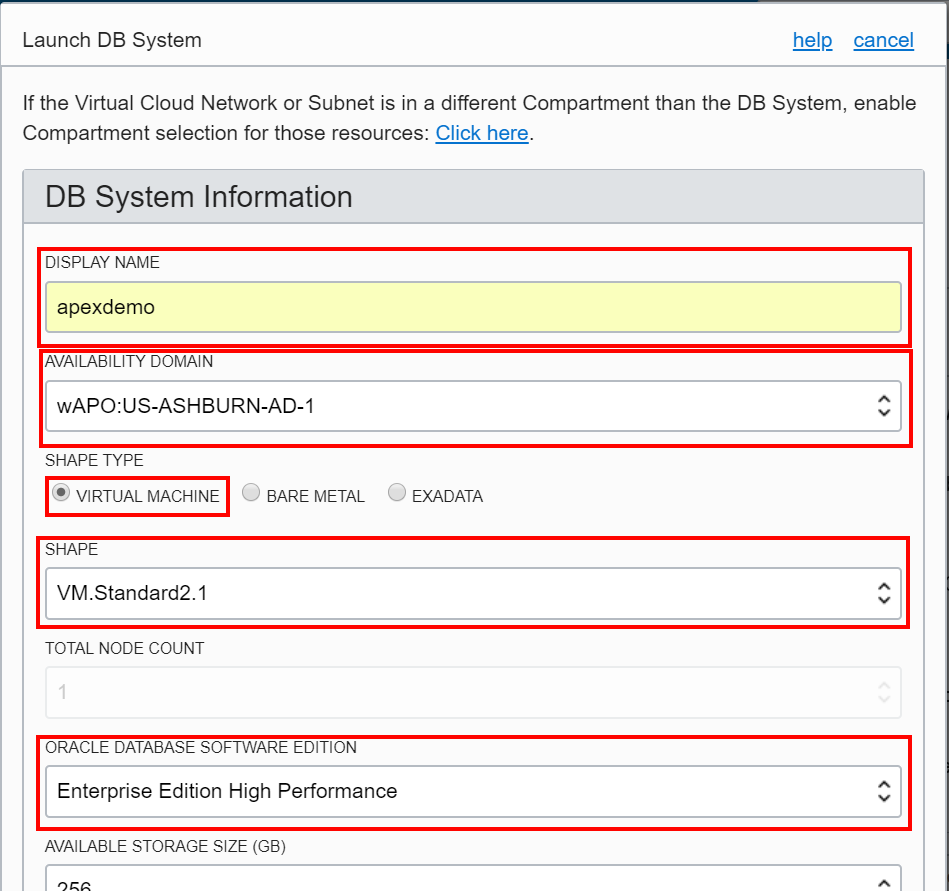 Launch DB System
help cancel
If the Virtual Cloud Network or Subnet is in a different Compartment than the DB System, enable
Compartment selection for those resources: Click here.
DB System Information
DISPLAY NAME
apexdemo
AVAILABILITY DOMAIN
wAPO:US-ASHBURN-AD-1
SHAPE TYPE
VIRTUAL MACHINE BARE METAL EXADATA
SHAPE
VM.Standard2.1
TOTAL NODE COUNT
1
ORACLE DATABASE SOFTWARE EDITION
Enterprise Edition High Performance
AVAILABLE STORAGE SIZE (GB)
256